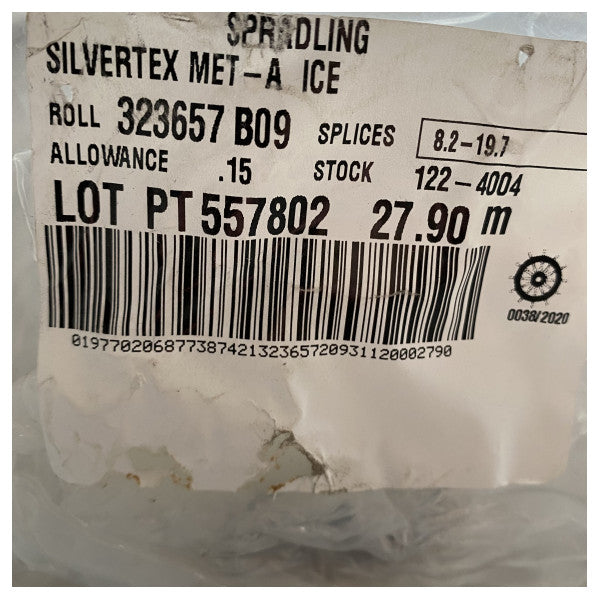 SPRADLING
SILVERTEX MET-A ICE
ROLL 323657 B09 SPLICES 8.2-19.7
ALLOWANCE .15 STOCK 122-4004
LOT PT 557802 27.90 m
0038/2020
01977020687738742132365720931120002790